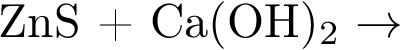 ZnS + Ca(OH)₂ →